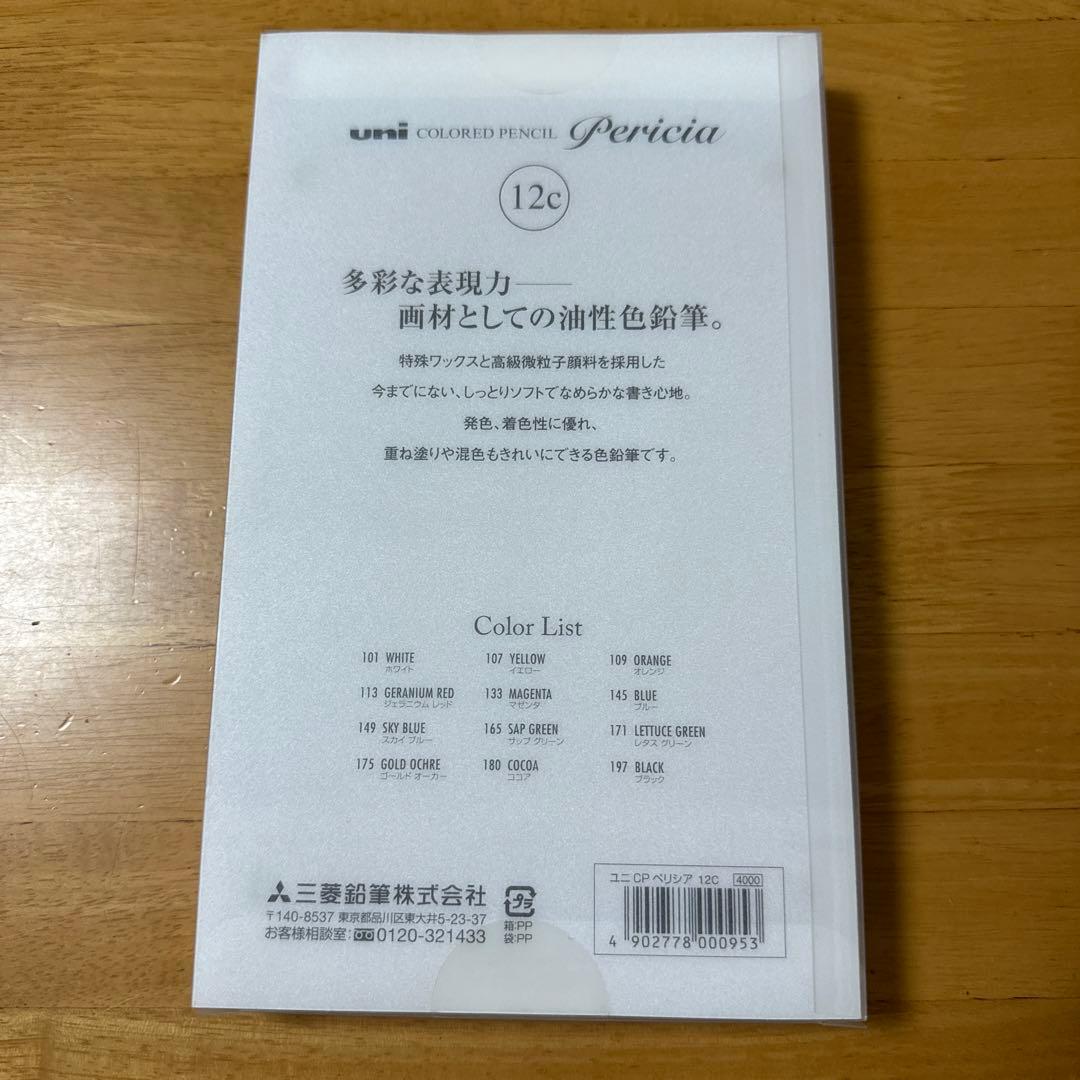 uni COLORED PENCIL Pericia
12c
多彩な表現力——
画材としての油性色鉛筆。
特殊ワックスと高級微粒子顔料を採用した
今までにない、しっとりソフトでなめらかな書き心地。
発色、着色性に優れ、
重ね塗りや混色もきれいにできる色鉛筆です。
Color List
101 WHITE 107 YELLOW 109 ORANGE
ホワイト イエロー オレンジ
113 GERANIUM RED 133 MAGENTA 145 BLUE
ジェラニウム レッド マゼンタ ブルー
149 SKY BLUE 165 SAP GREEN 171 LETTUCE GREEN
スカイ ブルー サップ グリーン レタス グリーン
175 GOLD OCHRE 180 COCOA 197 BLACK
ゴールド オーカー ココア ブラック
三菱鉛筆株式会社
〒140-8537 東京都品川区東大井5-23-37
お客様相談室:0120-321433
プラ
箱:PP
袋:PP
ユニCP ペリシア 12C 4000
4 902778 000953